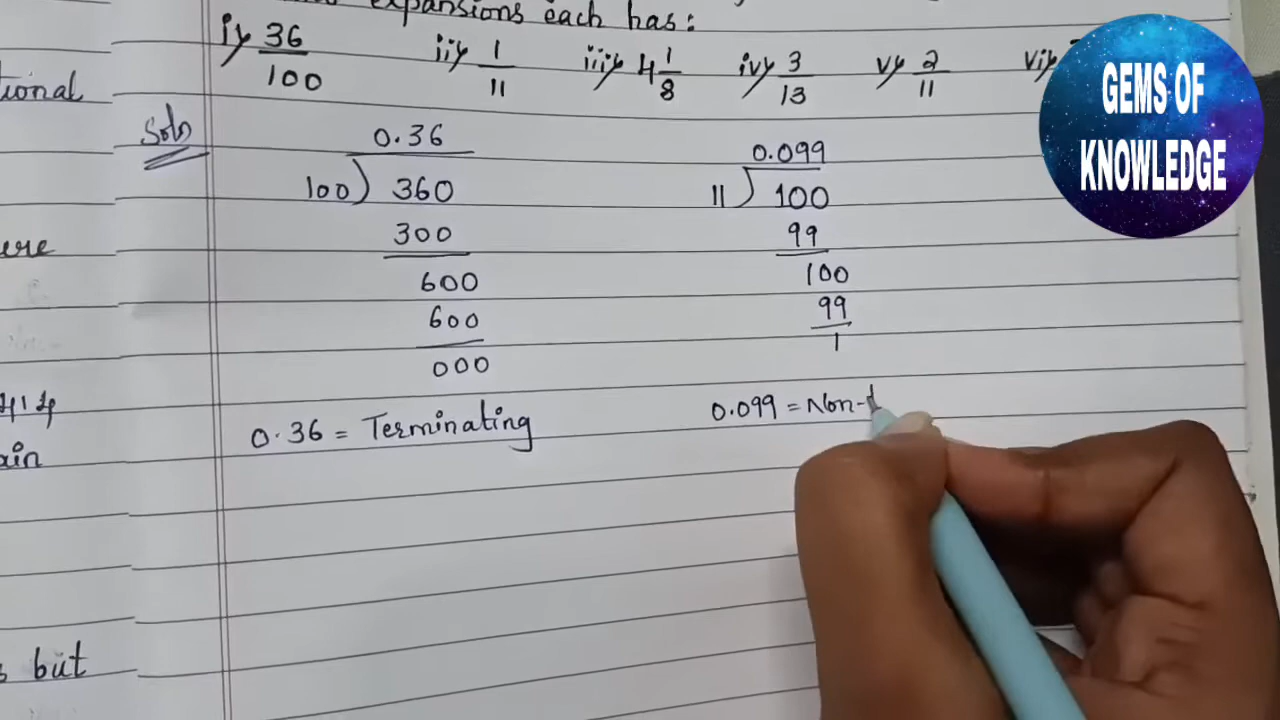 expansions each has:
i) 36/100 ii) 1/11 iii) 4 1/8 iv) 3/13 v) 2/11 vi)
tional
Soln
0.36
100) 360
300
600
600
000
0.36 = Terminating
0.099
11) 100
99
100
99
1
0.099 = Non-t
ere
ain
but
GEMS OF
KNOWLEDGE